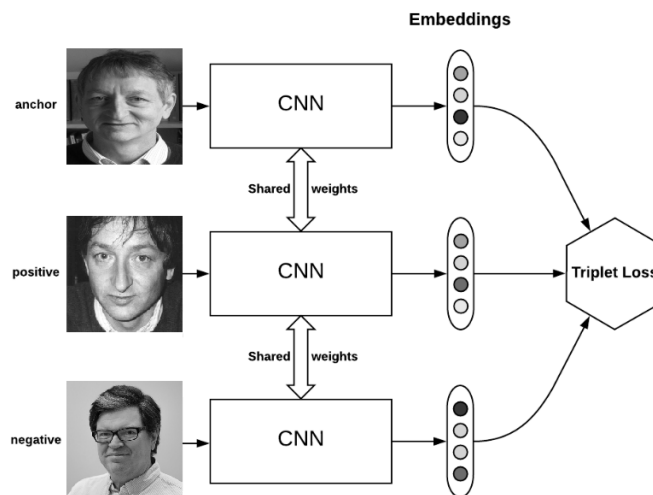 Embeddings
anchor
CNN
Shared weights
positive
CNN
Triplet Loss
Shared weights
negative
CNN